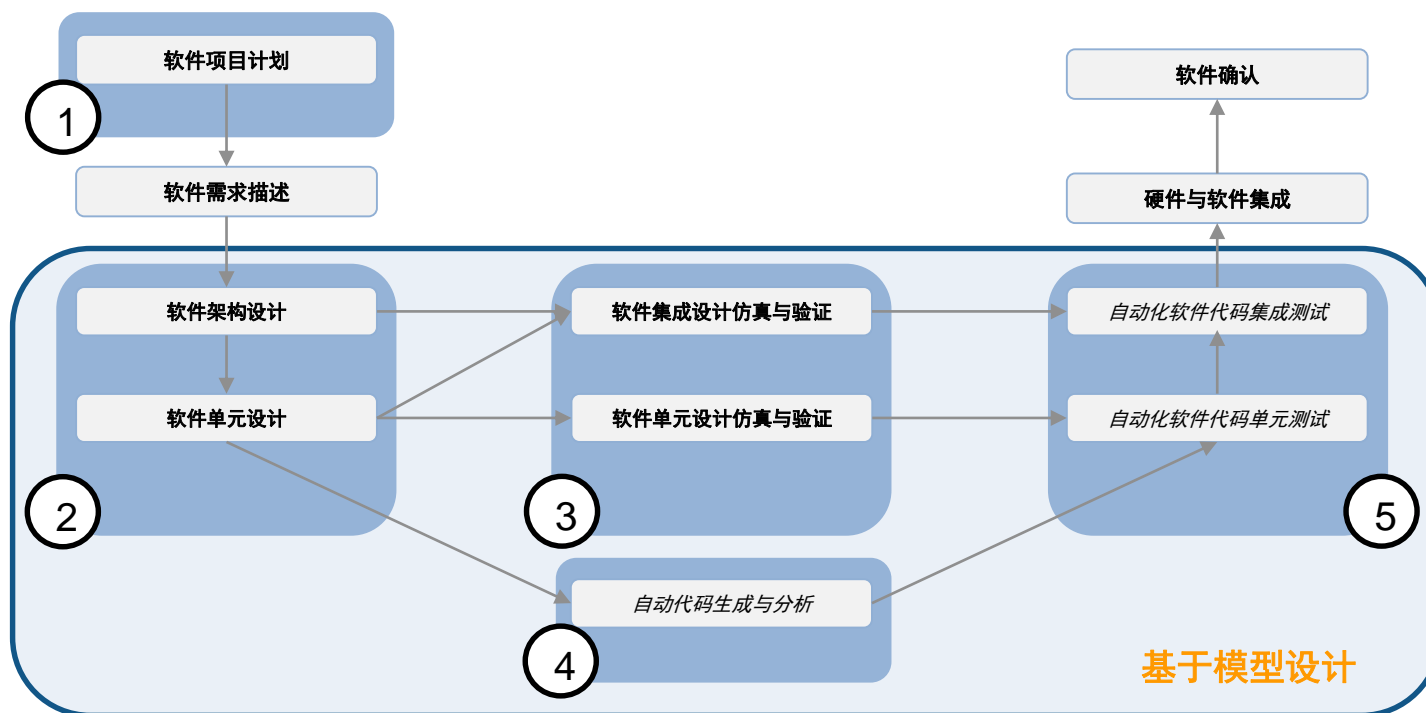 软件项目计划
1
软件需求描述
软件确认
硬件与软件集成
软件架构设计
软件集成设计仿真与验证
自动化软件代码集成测试
软件单元设计
软件单元设计仿真与验证
自动化软件代码单元测试
2
3
5
自动代码生成与分析
4
基于模型设计